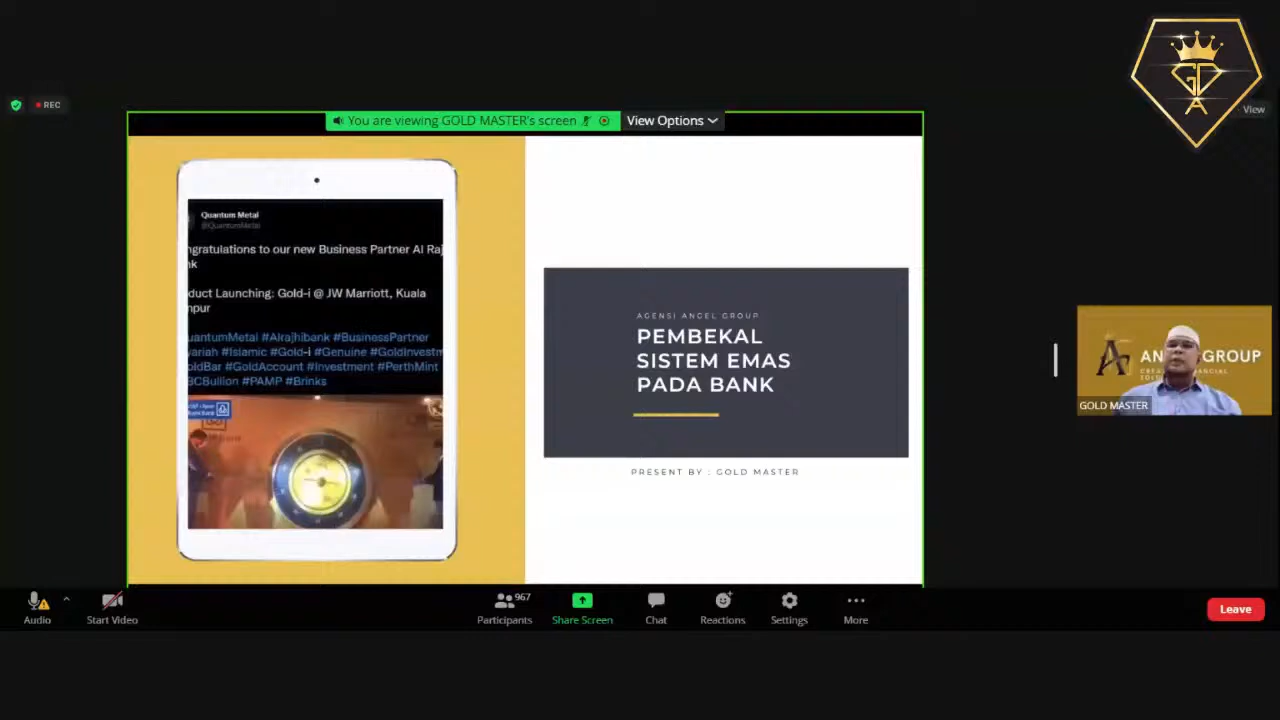 REC
You are viewing GOLD MASTER's screen
View Options
View
GDA
Quantum Metal
@QuantumMetal
ngratulations to our new Business Partner Al Raj
nk
duct Launching: Gold-i @ JW Marriott, Kuala
mpur
uantumMetal #Alrajhibank #BusinessPartner
ariah #Islamic #Gold-i #Genuine #GoldInvestm
oldBar #GoldAccount #Investment #PerthMint
BCBullion #PAMP #Brinks
AGENSI ANGEL GROUP
PEMBEKAL
SISTEM EMAS
PADA BANK
PRESENT BY : GOLD MASTER
GROUP
GOLD MASTER
967
Audio
Start Video
Participants
Share Screen
Chat
Reactions
Settings
More
Leave